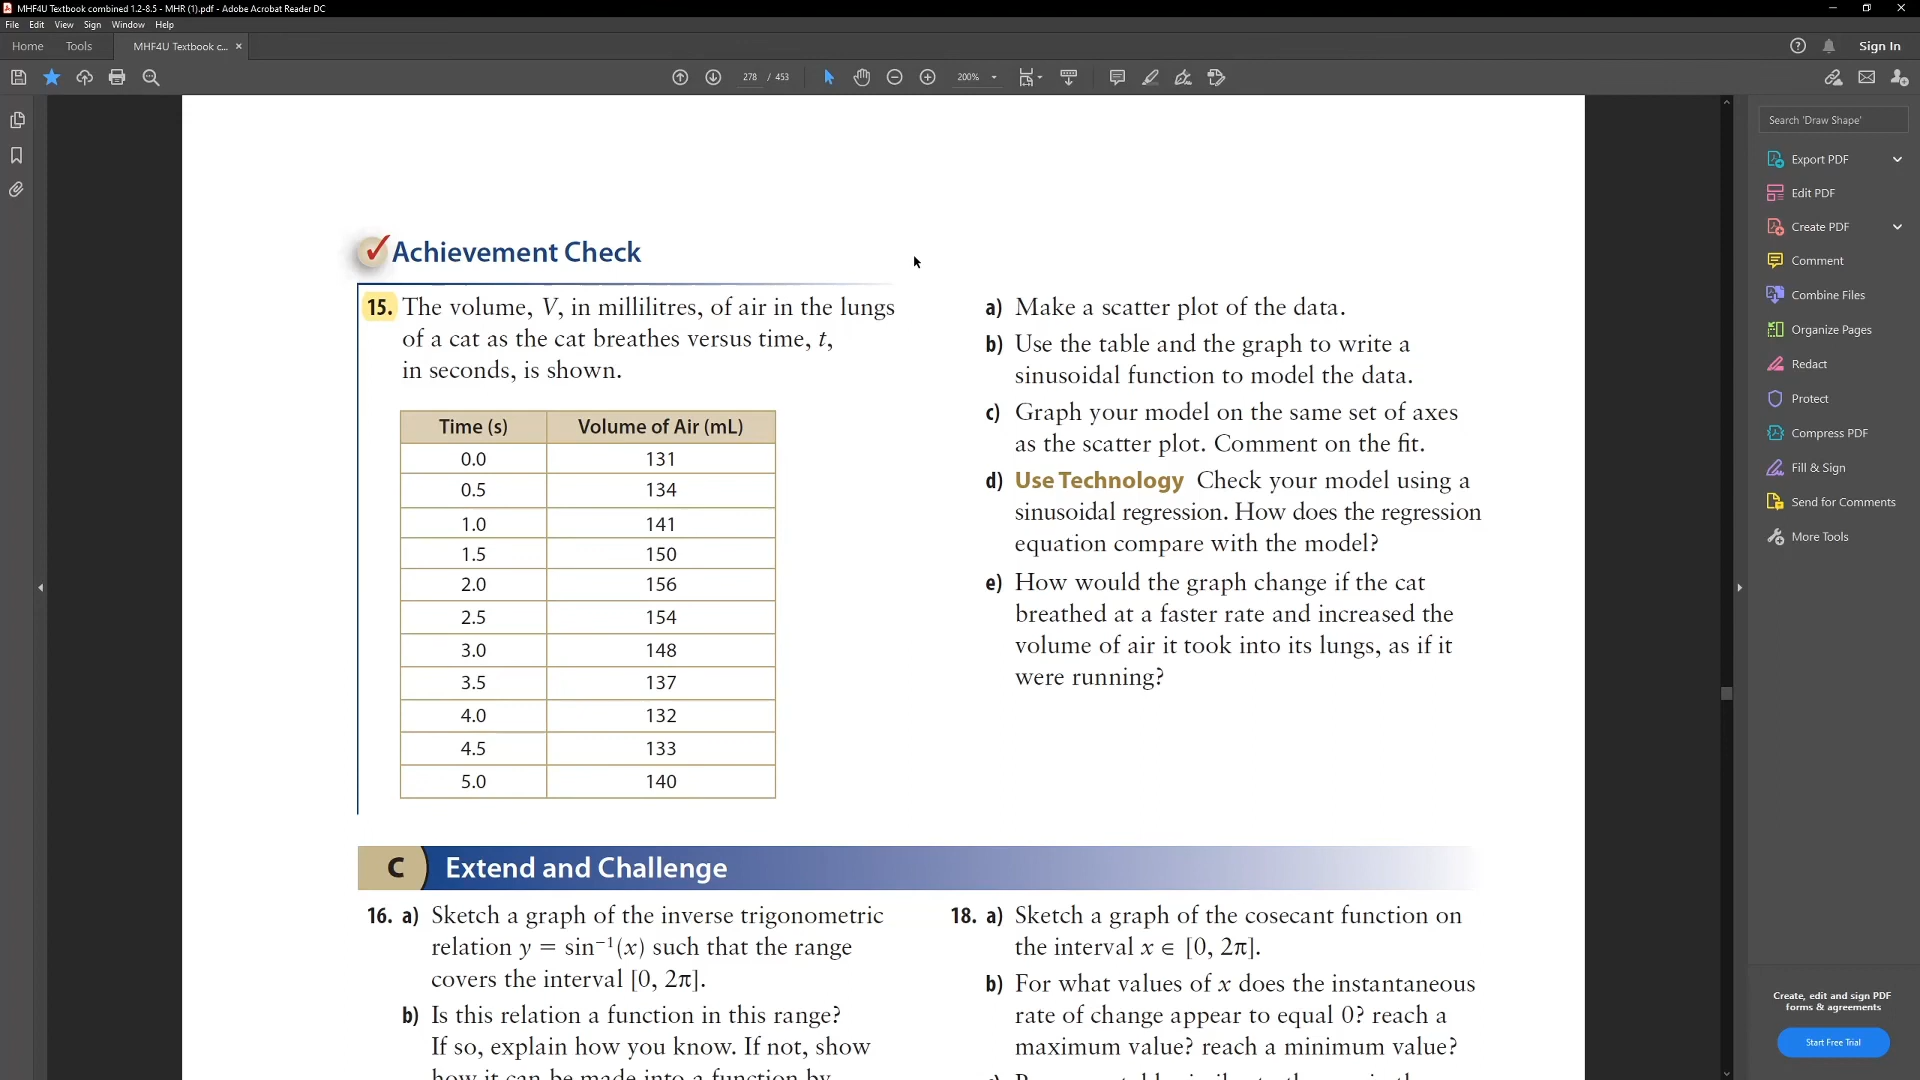 MHF4U Textbook combined 1.2-8.5 - MHR (1).pdf - Adobe Acrobat Reader DC
File Edit View Sign Window Help
Home Tools MHF4U Textbook c... × Sign In
278 / 453 200%
Search 'Draw Shape'
Export PDF
Edit PDF
Create PDF
Comment
Combine Files
Organize Pages
Redact
Protect
Compress PDF
Fill & Sign
Send for Comments
More Tools
Create, edit and sign PDF
forms & agreements
Start Free Trial
Achievement Check
15. The volume, V, in millilitres, of air in the lungs
of a cat as the cat breathes versus time, t,
in seconds, is shown.
Time (s) Volume of Air (mL)
0.0 131
0.5 134
1.0 141
1.5 150
2.0 156
2.5 154
3.0 148
3.5 137
4.0 132
4.5 133
5.0 140
a) Make a scatter plot of the data.
b) Use the table and the graph to write a
sinusoidal function to model the data.
c) Graph your model on the same set of axes
as the scatter plot. Comment on the fit.
d) Use Technology Check your model using a
sinusoidal regression. How does the regression
equation compare with the model?
e) How would the graph change if the cat
breathed at a faster rate and increased the
volume of air it took into its lungs, as if it
were running?
C Extend and Challenge
16. a) Sketch a graph of the inverse trigonometric
relation y = sin⁻¹(x) such that the range
covers the interval [0, 2π].
b) Is this relation a function in this range?
If so, explain how you know. If not, show
how it can be made into a function by
18. a) Sketch a graph of the cosecant function on
the interval x ∈ [0, 2π].
b) For what values of x does the instantaneous
rate of change appear to equal 0? reach a
maximum value? reach a minimum value?